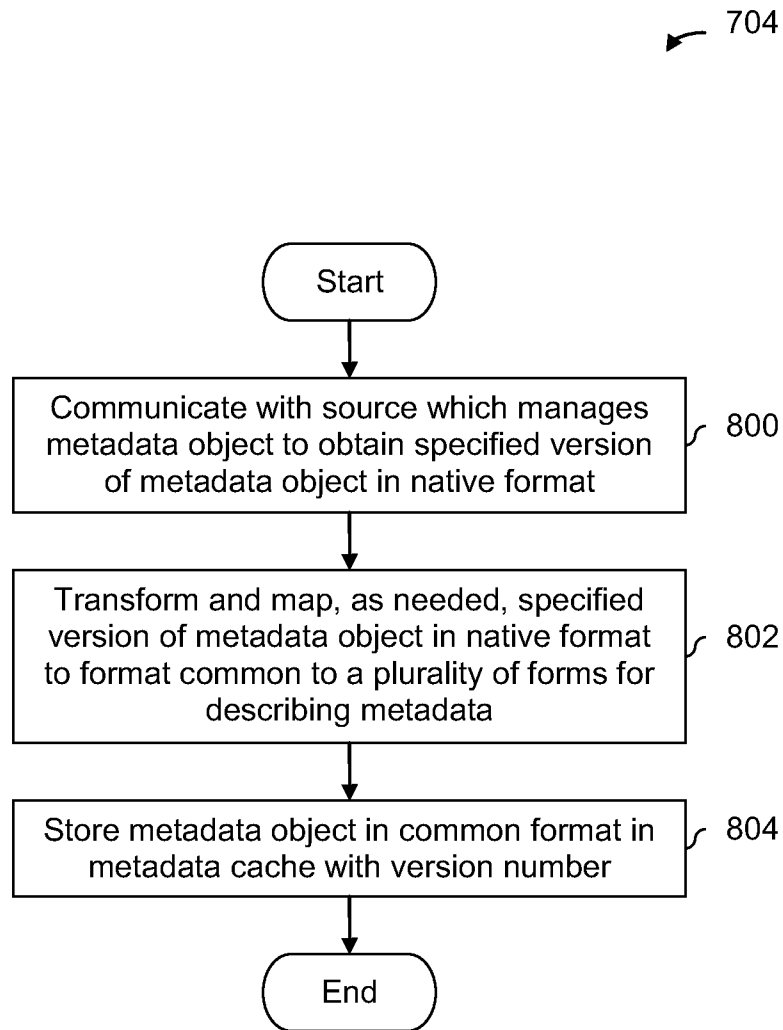 704
Start
Communicate with source which manages
metadata object to obtain specified version
of metadata object in native format
800
Transform and map, as needed, specified
version of metadata object in native format
to format common to a plurality of forms for
describing metadata
802
Store metadata object in common format in
metadata cache with version number
804
End